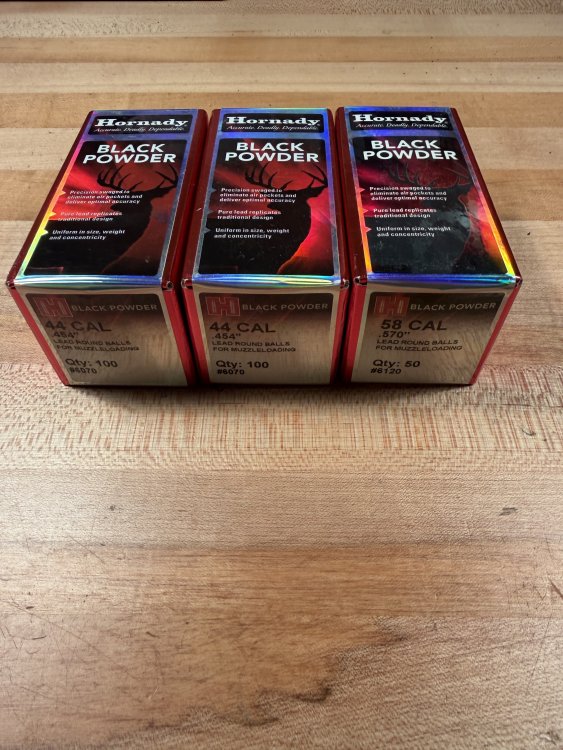 Hornady
Accurate. Deadly. Dependable.
BLACK
POWDER
Precision swaged to
eliminate air pockets and
deliver optimal accuracy
Pure lead replicates
traditional design
Uniform in size, weight
and concentricity
H BLACK POWDER
44 CAL
.454"
LEAD ROUND BALLS
FOR MUZZLELOADING
Qty: 100
#6070
Hornady
Accurate. Deadly. Dependable.
BLACK
POWDER
Precision swaged to
eliminate air pockets and
deliver optimal accuracy
Pure lead replicates
traditional design
Uniform in size, weight
and concentricity
H BLACK POWDER
44 CAL
.454"
LEAD ROUND BALLS
FOR MUZZLELOADING
Qty: 100
#6070
Hornady
Accurate. Deadly. Dependable.
BLACK
POWDER
Precision swaged to
eliminate air pockets and
deliver optimal accuracy
Pure lead replicates
traditional design
Uniform in size, weight
and concentricity
H BLACK POWDER
58 CAL
.570"
LEAD ROUND BALLS
FOR MUZZLELOADING
Qty: 50
#6120